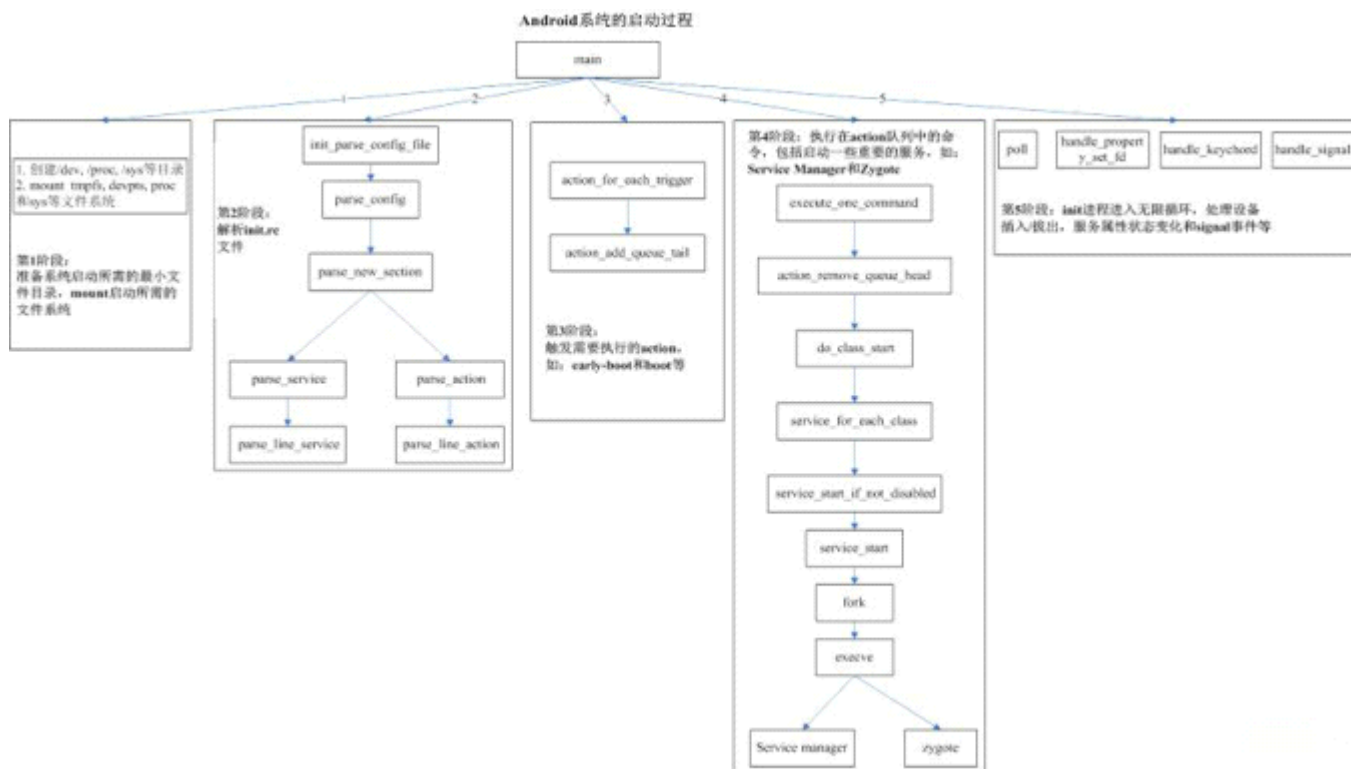 Android系统的启动过程
main
1
2
3
4
5
1. 创建/dev, /proc, /sys等目录
2. mount tmpfs, devpts, proc
和sys等文件系统
第1阶段：
准备系统启动所需的最小文
件目录，mount启动所需的
文件系统
init_parse_config_file
parse_config
第2阶段：
解析init.rc
文件
parse_new_section
parse_service
parse_action
parse_line_service
parse_line_action
action_for_each_trigger
action_add_queue_tail
第3阶段：
触发需要执行的action，
如：early-boot和boot等
第4阶段：执行在action队列中的命
令，包括启动一些重要的服务，如：
Service Manager和Zygote
execute_one_command
action_remove_queue_head
do_class_start
service_for_each_class
service_start_if_not_disabled
service_start
fork
execve
Service manager
zygote
poll
handle_propert
y_set_fd
handle_keychord
handle_signal
第5阶段：init进程进入无限循环，处理设备
插入/拔出，服务属性状态变化和signal事件等